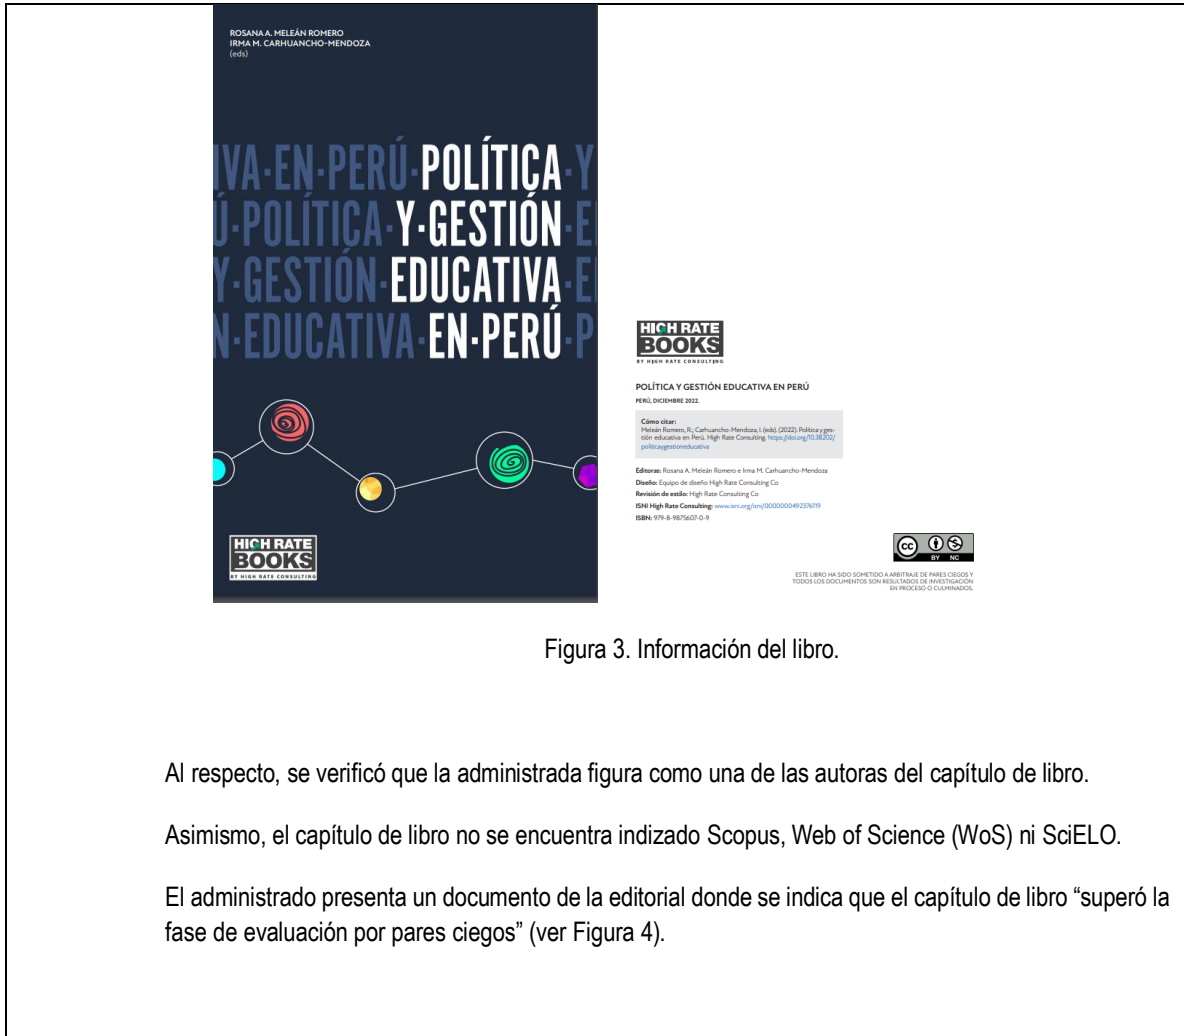 ROSANA A. MELEÁN ROMERO
IRMA M. CARHUANCHO-MENDOZA
(eds)
IVA·EN·PERÚ·POLÍTICA·Y
Ú·POLÍTICA·Y·GESTIÓN·E
Y·GESTIÓN·EDUCATIVA·E
N·EDUCATIVA·EN·PERÚ·P
HIGH RATE
BOOKS
BY HIGH RATE CONSULTING
HIGH RATE
BOOKS
BY HIGH RATE CONSULTING
POLÍTICA Y GESTIÓN EDUCATIVA EN PERÚ
PERÚ, DICIEMBRE 2022.
Cómo citar:
Meleán Romero, R.; Carhuancho-Mendoza, I. (eds). (2022). Política y ges-
tión educativa en Perú. High Rate Consulting. https://doi.org/10.38202/
politicaygestioneducativa
Editoras: Rosana A. Meleán Romero e Irma M. Carhuancho-Mendoza
Diseño: Equipo de diseño High Rate Consulting Co
Revisión de estilo: High Rate Consulting Co
ISNI High Rate Consulting: www.isni.org/isni/0000000492376119
ISBN: 979-8-9875607-0-9
cc BY NC
ESTE LIBRO HA SIDO SOMETIDO A ARBITRAJE DE PARES CIEGOS Y
TODOS LOS DOCUMENTOS SON RESULTADOS DE INVESTIGACIÓN
EN PROCESO O CULMINADOS.
Figura 3. Información del libro.
Al respecto, se verificó que la administrada figura como una de las autoras del capítulo de libro.
Asimismo, el capítulo de libro no se encuentra indizado Scopus, Web of Science (WoS) ni SciELO.
El administrado presenta un documento de la editorial donde se indica que el capítulo de libro “superó la
fase de evaluación por pares ciegos” (ver Figura 4).